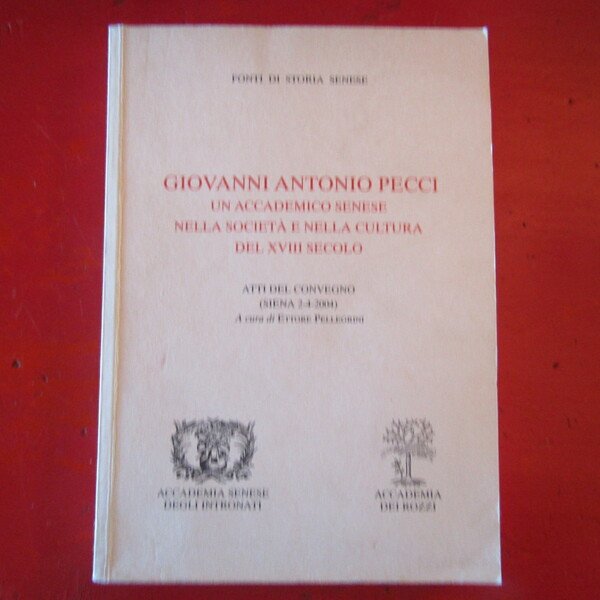 FONTI DI STORIA SENESE
GIOVANNI ANTONIO PECCI
UN ACCADEMICO SENESE
NELLA SOCIETÀ E NELLA CULTURA
DEL XVIII SECOLO
ATTI DEL CONVEGNO
(SIENA 2-4-2004)
A cura di ETTORE PELLEGRINI
ACCADEMIA SENESE
DEGLI INTRONATI
ACCADEMIA
DEI ROZZI